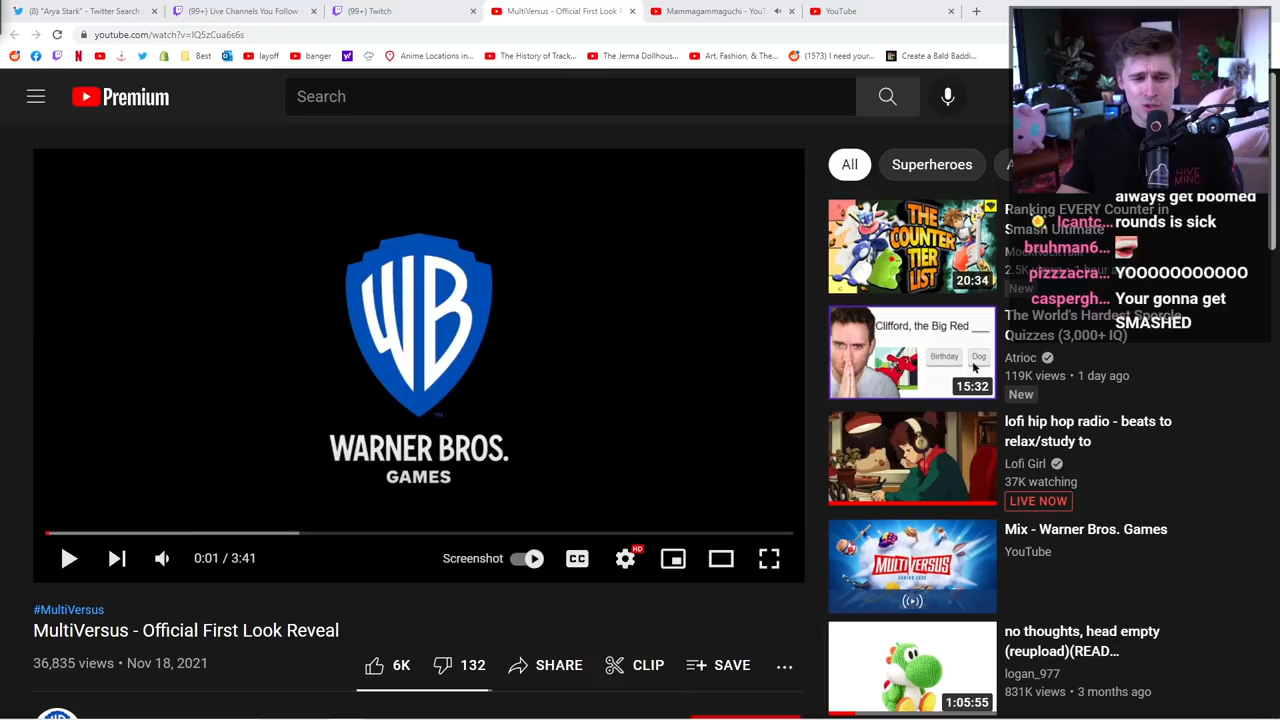 (8) "Arya Stark" - Twitter Search
(99+) Live Channels You Follow -
(99+) Twitch
MultiVersus - Official First Look R
Mammagammaguchi - YouT
YouTube
youtube.com/watch?v=IQ5zCua6s6s
layoff
banger
Best
Anime Locations in...
The History of Track...
The Jerma Dollhous...
Art, Fashion, & The...
(1573) I need your...
Create a Bald Baddi...
Premium
Search
HIVE
MIND
All
Superheroes
always get boomed
lcantc... rounds is sick
bruhman6...
pizzzacra... YOOOOOOOOOO
caspergh... Your gonna get
SMASHED
WB
WARNER BROS.
GAMES
0:01 / 3:41
Screenshot
CC
HD
#MultiVersus
MultiVersus - Official First Look Reveal
36,835 views • Nov 18, 2021
6K
132
SHARE
CLIP
SAVE
THE
COUNTER
TIER
LIST
20:34
Ranking EVERY Counter in
Smash Ultimate
New
Clifford, the Big Red ___
Birthday
Dog
15:32
The World's Hardest Sporcle
Quizzes (3,000+ IQ)
Atrioc
119K views • 1 day ago
New
lofi hip hop radio - beats to
relax/study to
Lofi Girl
37K watching
LIVE NOW
MULTIVERSUS
Mix - Warner Bros. Games
YouTube
1:05:55
no thoughts, head empty
(reupload)(READ...
logan_977
831K views • 3 months ago